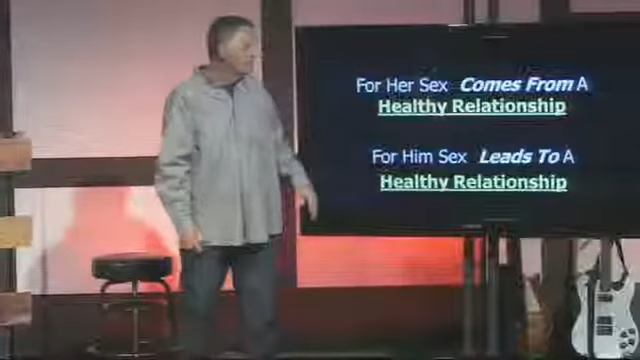 For Her Sex Comes From A
Healthy Relationship
For Him Sex Leads To A
Healthy Relationship